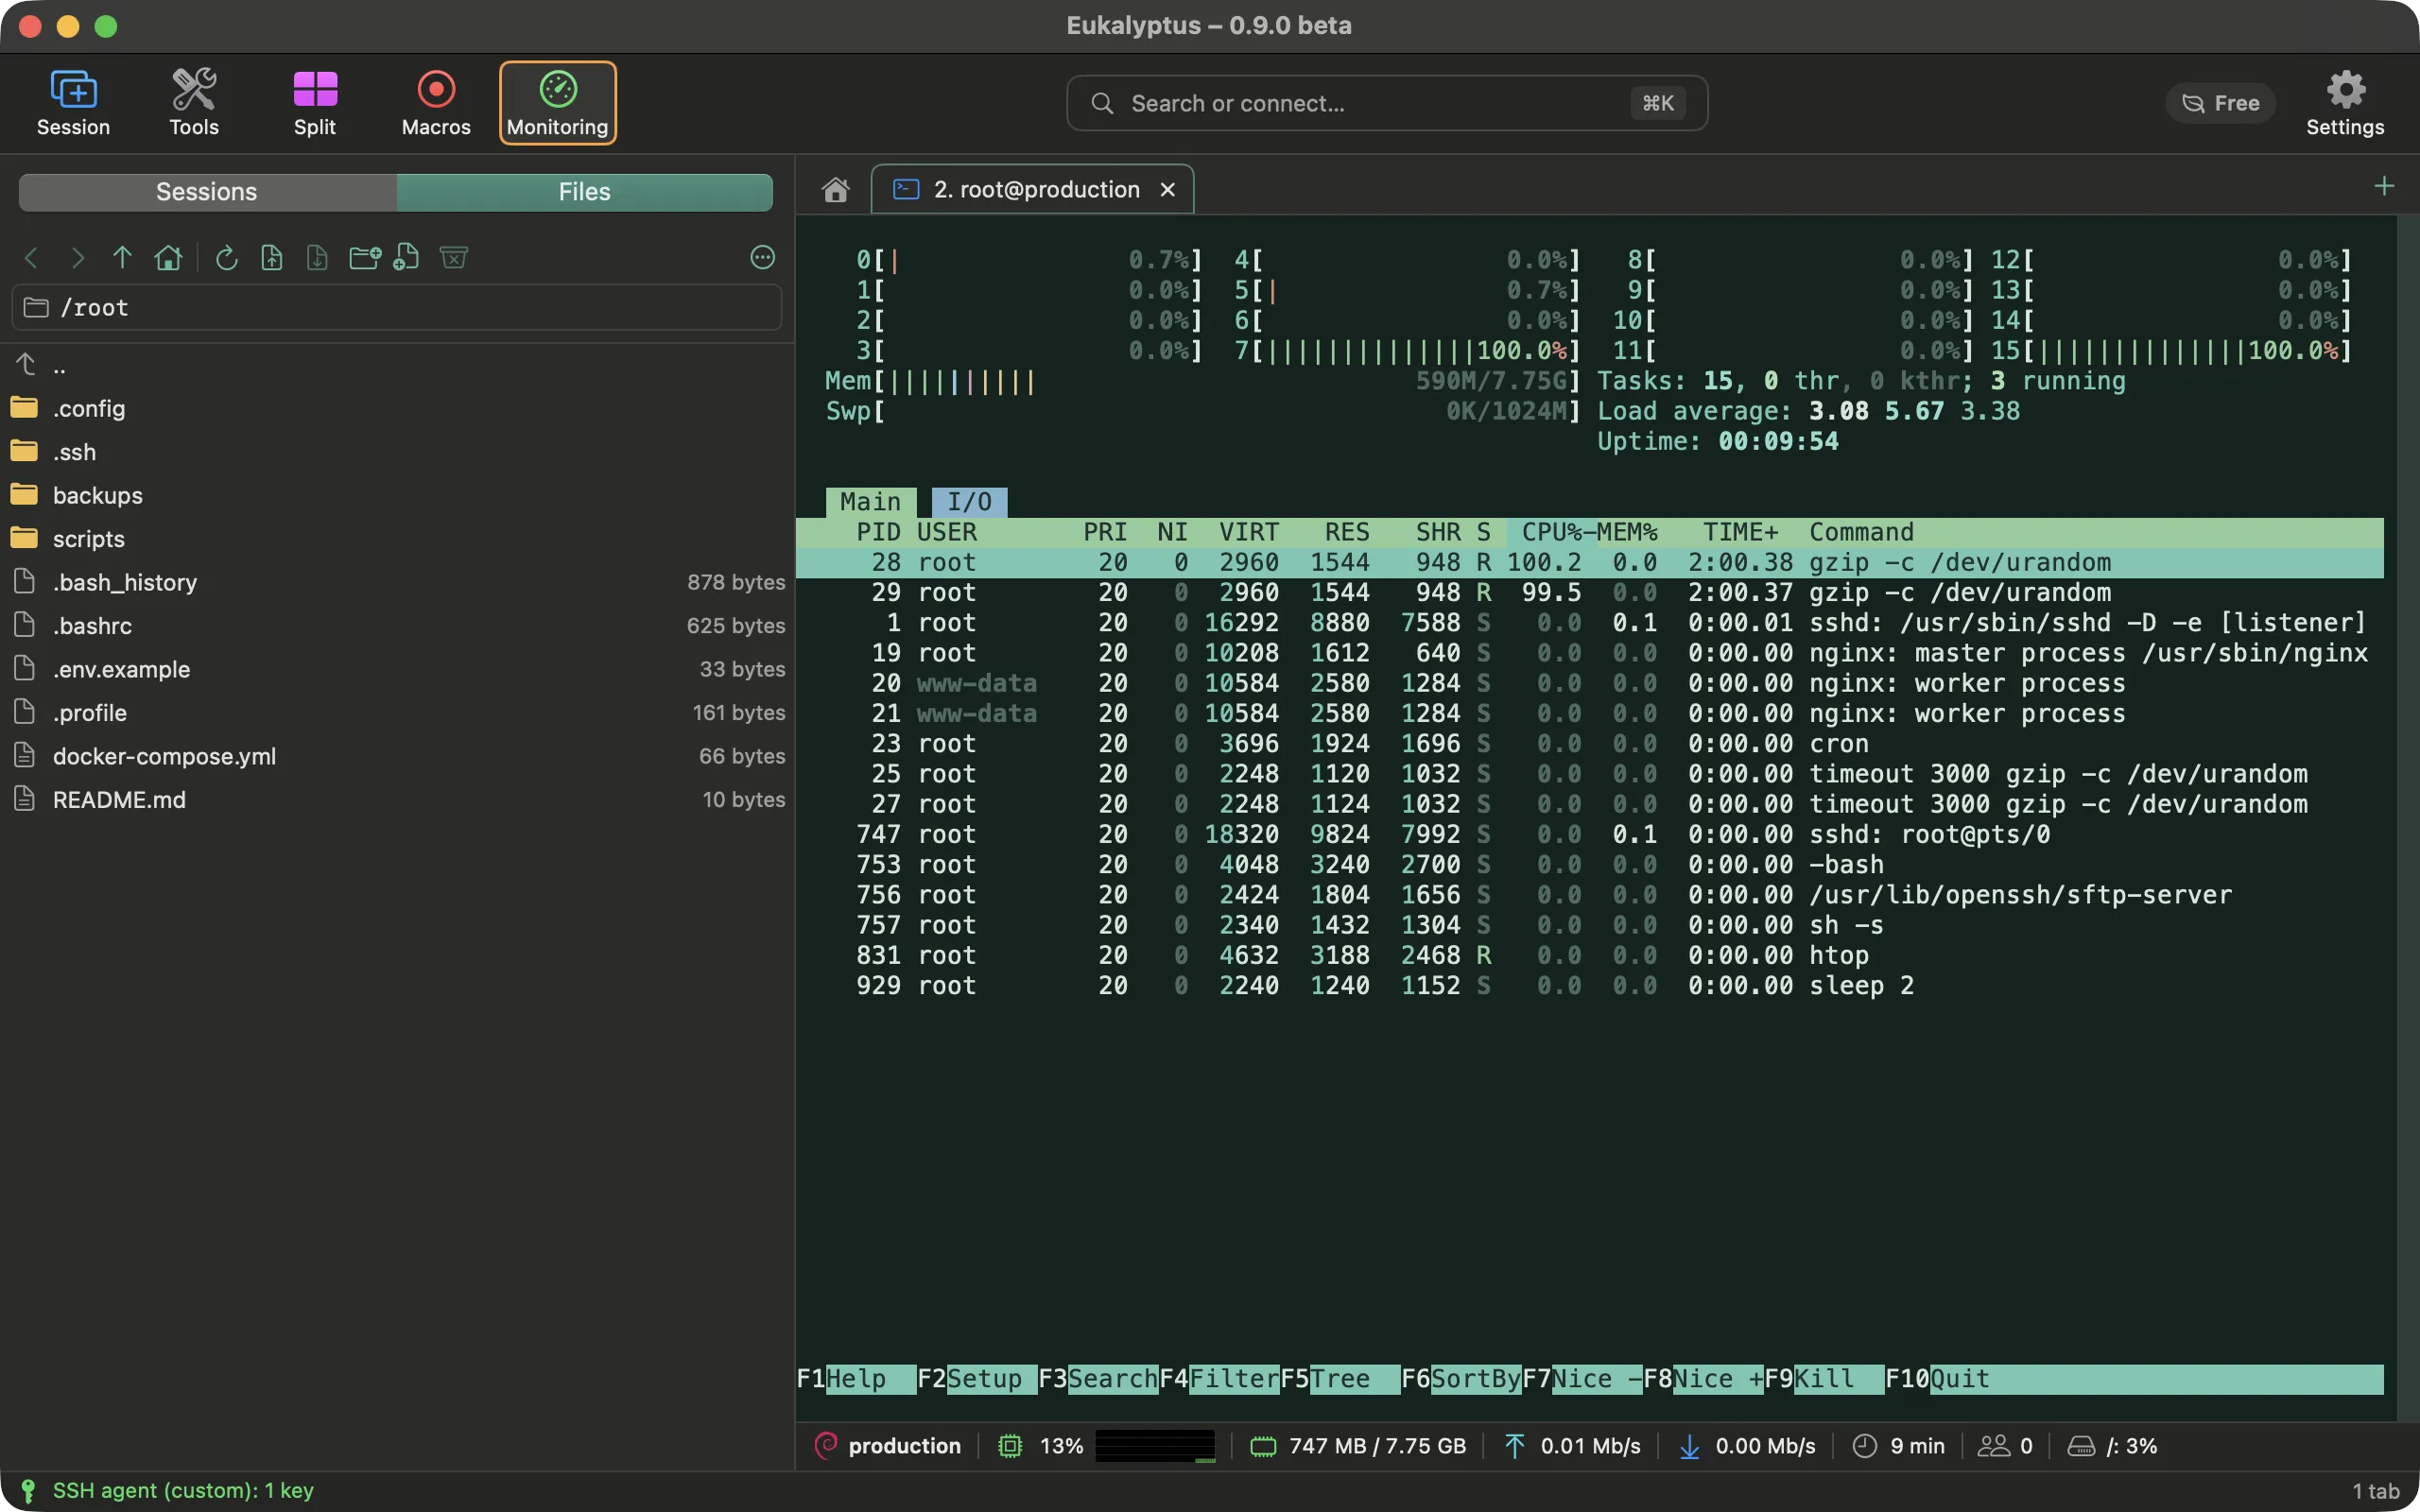 Eukalyptus – 0.9.0 beta
Session
Tools
Split
Macros
Monitoring
Search or connect...
⌘K
Free
Settings
Sessions
Files
/root
..
.config
.ssh
backups
scripts
.bash_history 878 bytes
.bashrc 625 bytes
.env.example 33 bytes
.profile 161 bytes
docker-compose.yml 66 bytes
README.md 10 bytes
2. root@production
0[| 0.7%] 4[ 0.0%] 8[ 0.0%] 12[ 0.0%]
1[ 0.0%] 5[| 0.7%] 9[ 0.0%] 13[ 0.0%]
2[ 0.0%] 6[ 0.0%] 10[ 0.0%] 14[ 0.0%]
3[ 0.0%] 7[||||||||||||||100.0%] 11[ 0.0%] 15[||||||||||||||100.0%]
Mem[|||||||||| 590M/7.75G] Tasks: 15, 0 thr, 0 kthr; 3 running
Swp[ 0K/1024M] Load average: 3.08 5.67 3.38
Uptime: 00:09:54
Main I/O
PID USER PRI NI VIRT RES SHR S CPU%-MEM% TIME+ Command
28 root 20 0 2960 1544 948 R 100.2 0.0 2:00.38 gzip -c /dev/urandom
29 root 20 0 2960 1544 948 R 99.5 0.0 2:00.37 gzip -c /dev/urandom
1 root 20 0 16292 8880 7588 S 0.0 0.1 0:00.01 sshd: /usr/sbin/sshd -D -e [listener]
19 root 20 0 10208 1612 640 S 0.0 0.0 0:00.00 nginx: master process /usr/sbin/nginx
20 www-data 20 0 10584 2580 1284 S 0.0 0.0 0:00.00 nginx: worker process
21 www-data 20 0 10584 2580 1284 S 0.0 0.0 0:00.00 nginx: worker process
23 root 20 0 3696 1924 1696 S 0.0 0.0 0:00.00 cron
25 root 20 0 2248 1120 1032 S 0.0 0.0 0:00.00 timeout 3000 gzip -c /dev/urandom
27 root 20 0 2248 1124 1032 S 0.0 0.0 0:00.00 timeout 3000 gzip -c /dev/urandom
747 root 20 0 18320 9824 7992 S 0.0 0.1 0:00.00 sshd: root@pts/0
753 root 20 0 4048 3240 2700 S 0.0 0.0 0:00.00 -bash
756 root 20 0 2424 1804 1656 S 0.0 0.0 0:00.00 /usr/lib/openssh/sftp-server
757 root 20 0 2340 1432 1304 S 0.0 0.0 0:00.00 sh -s
831 root 20 0 4632 3188 2468 R 0.0 0.0 0:00.00 htop
929 root 20 0 2240 1240 1152 S 0.0 0.0 0:00.00 sleep 2
F1Help F2Setup F3SearchF4FilterF5Tree F6SortByF7Nice -F8Nice +F9Kill F10Quit
production 13% 747 MB / 7.75 GB 0.01 Mb/s 0.00 Mb/s 9 min 0 /: 3%
SSH agent (custom): 1 key
1 tab